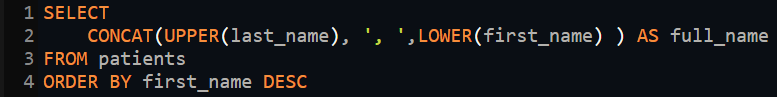 1 SELECT
2     CONCAT(UPPER(last_name), ', ',LOWER(first_name) ) AS full_name
3 FROM patients
4 ORDER BY first_name DESC